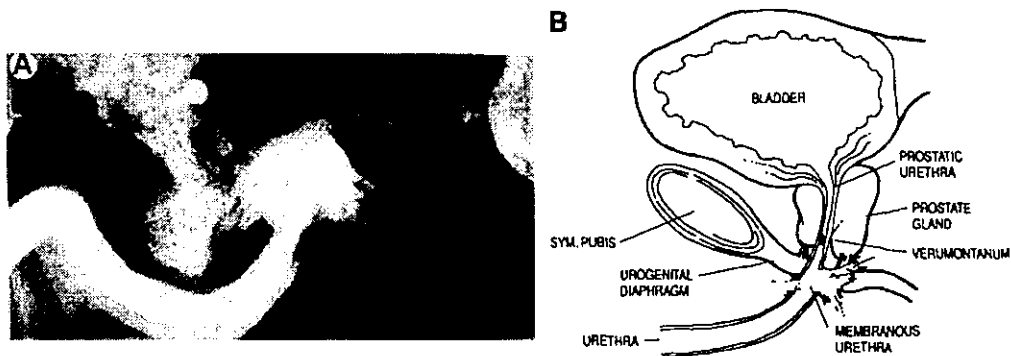 A
B
BLADDER
PROSTATIC
URETHRA
PROSTATE
GLAND
SYM. PUBIS
VERUMONTANUM
UROGENITAL
DIAPHRAGM
URETHRA
MEMBRANOUS
URETHRA